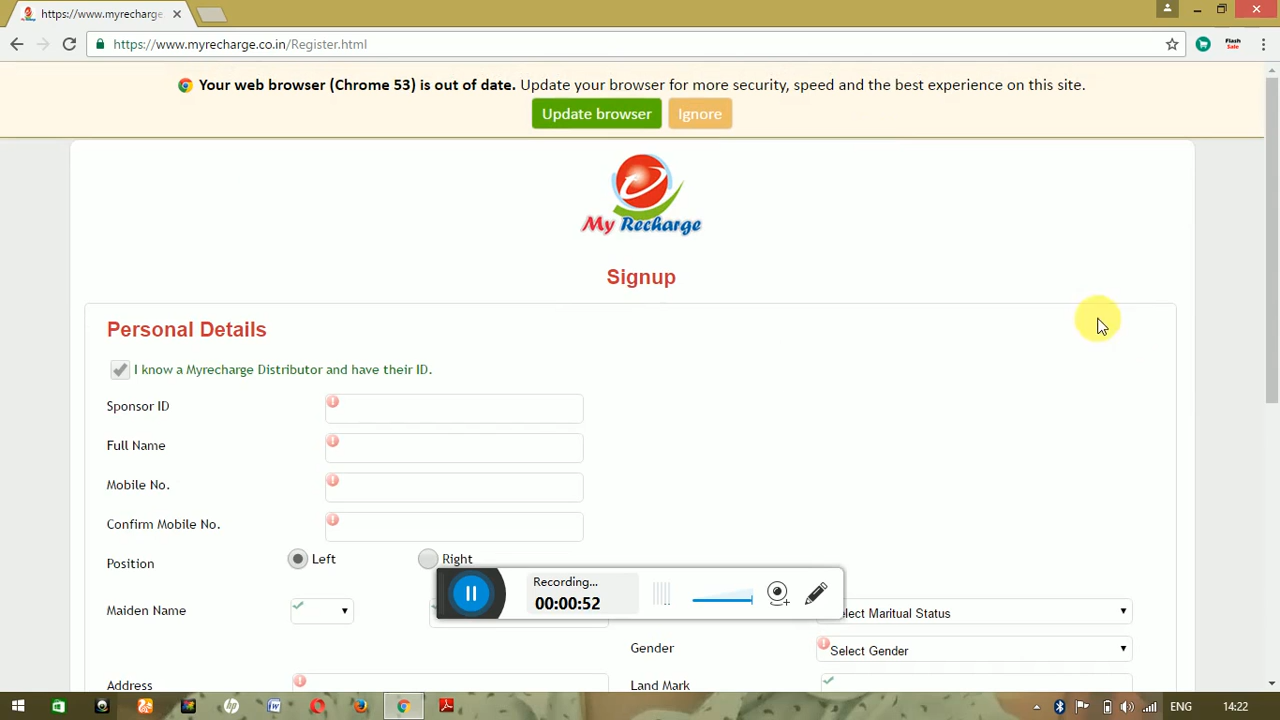 https://www.myrecharge
https://www.myrecharge.co.in/Register.html
Flash
Sale
Your web browser (Chrome 53) is out of date. Update your browser for more security, speed and the best experience on this site.
Update browser
Ignore
My Recharge
Signup
Personal Details
I know a Myrecharge Distributor and have their ID.
Sponsor ID
Full Name
Mobile No.
Confirm Mobile No.
Position
Left
Right
Recording...
00:00:52
Maiden Name
elect Maritual Status
Gender
Select Gender
Address
Land Mark
ENG
14:22